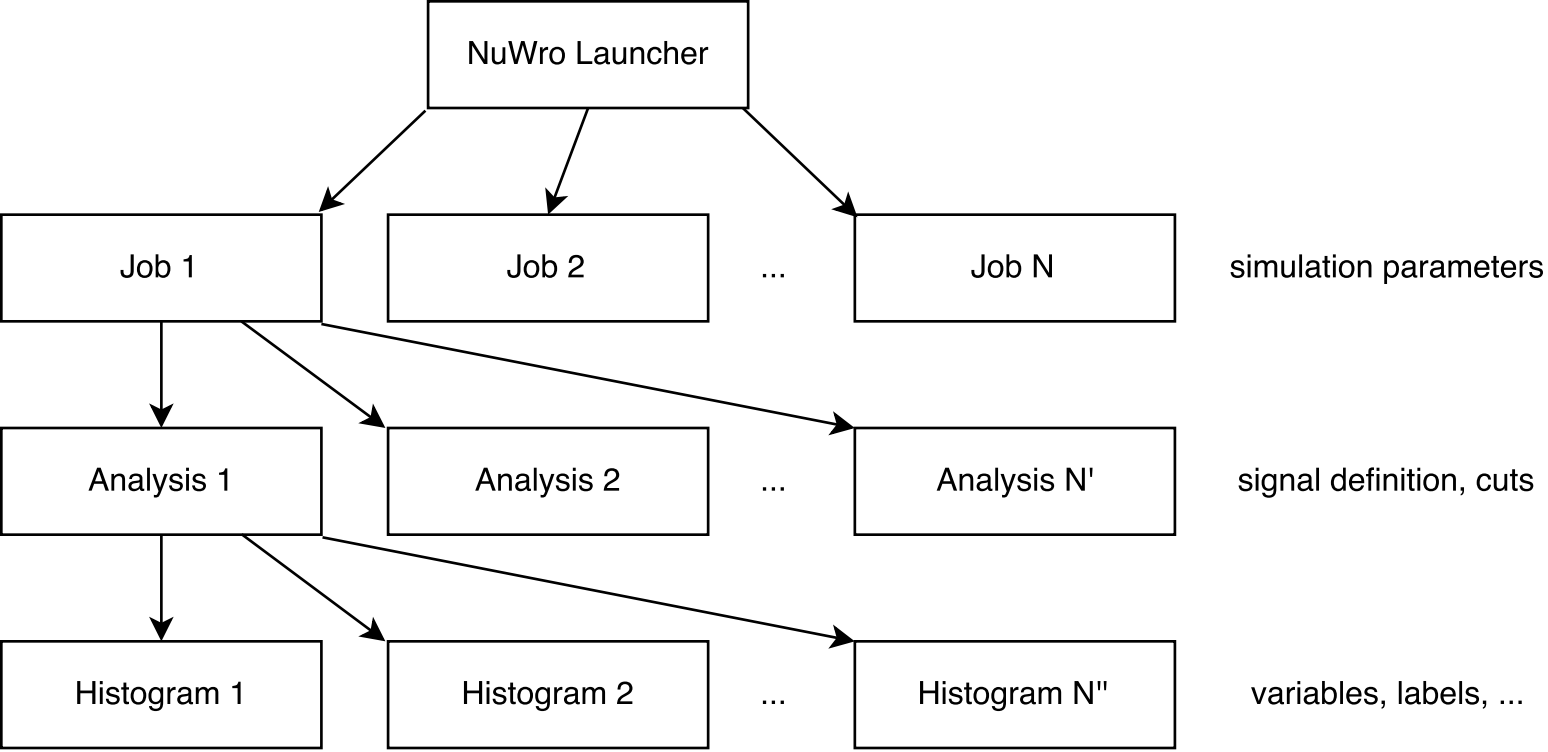 NuWro Launcher
Job 1
Job 2
...
Job N
simulation parameters
Analysis 1
Analysis 2
...
Analysis N'
signal definition, cuts
Histogram 1
Histogram 2
...
Histogram N"
variables, labels, ...